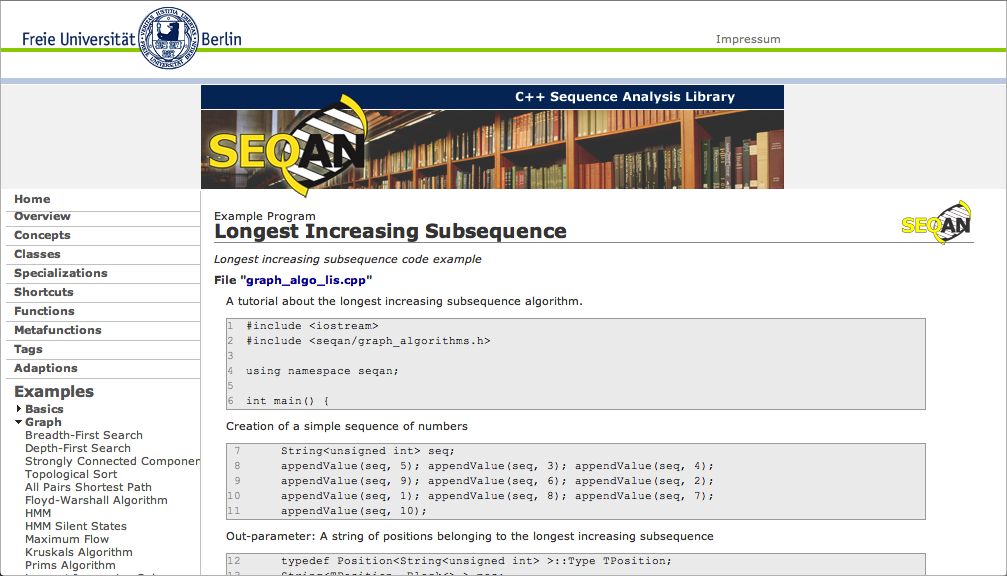 Freie Universität Berlin
Impressum
C++ Sequence Analysis Library
SEQAN
Home
Overview
Concepts
Classes
Specializations
Shortcuts
Functions
Metafunctions
Tags
Adaptions
Examples
Basics
Graph
Breadth-First Search
Depth-First Search
Strongly Connected Componen
Topological Sort
All Pairs Shortest Path
Floyd-Warshall Algorithm
HMM
HMM Silent States
Maximum Flow
Kruskals Algorithm
Prims Algorithm
Example Program
Longest Increasing Subsequence
SEQAN
Longest increasing subsequence code example
File "graph_algo_lis.cpp"
A tutorial about the longest increasing subsequence algorithm.
1 #include <iostream>
2 #include <seqan/graph_algorithms.h>
3
4 using namespace seqan;
5
6 int main() {
Creation of a simple sequence of numbers
7 String<unsigned int> seq;
8 appendValue(seq, 5); appendValue(seq, 3); appendValue(seq, 4);
9 appendValue(seq, 9); appendValue(seq, 6); appendValue(seq, 2);
10 appendValue(seq, 1); appendValue(seq, 8); appendValue(seq, 7);
11 appendValue(seq, 10);
Out-parameter: A string of positions belonging to the longest increasing subsequence
12 typedef Position<String<unsigned int> >::Type TPosition;